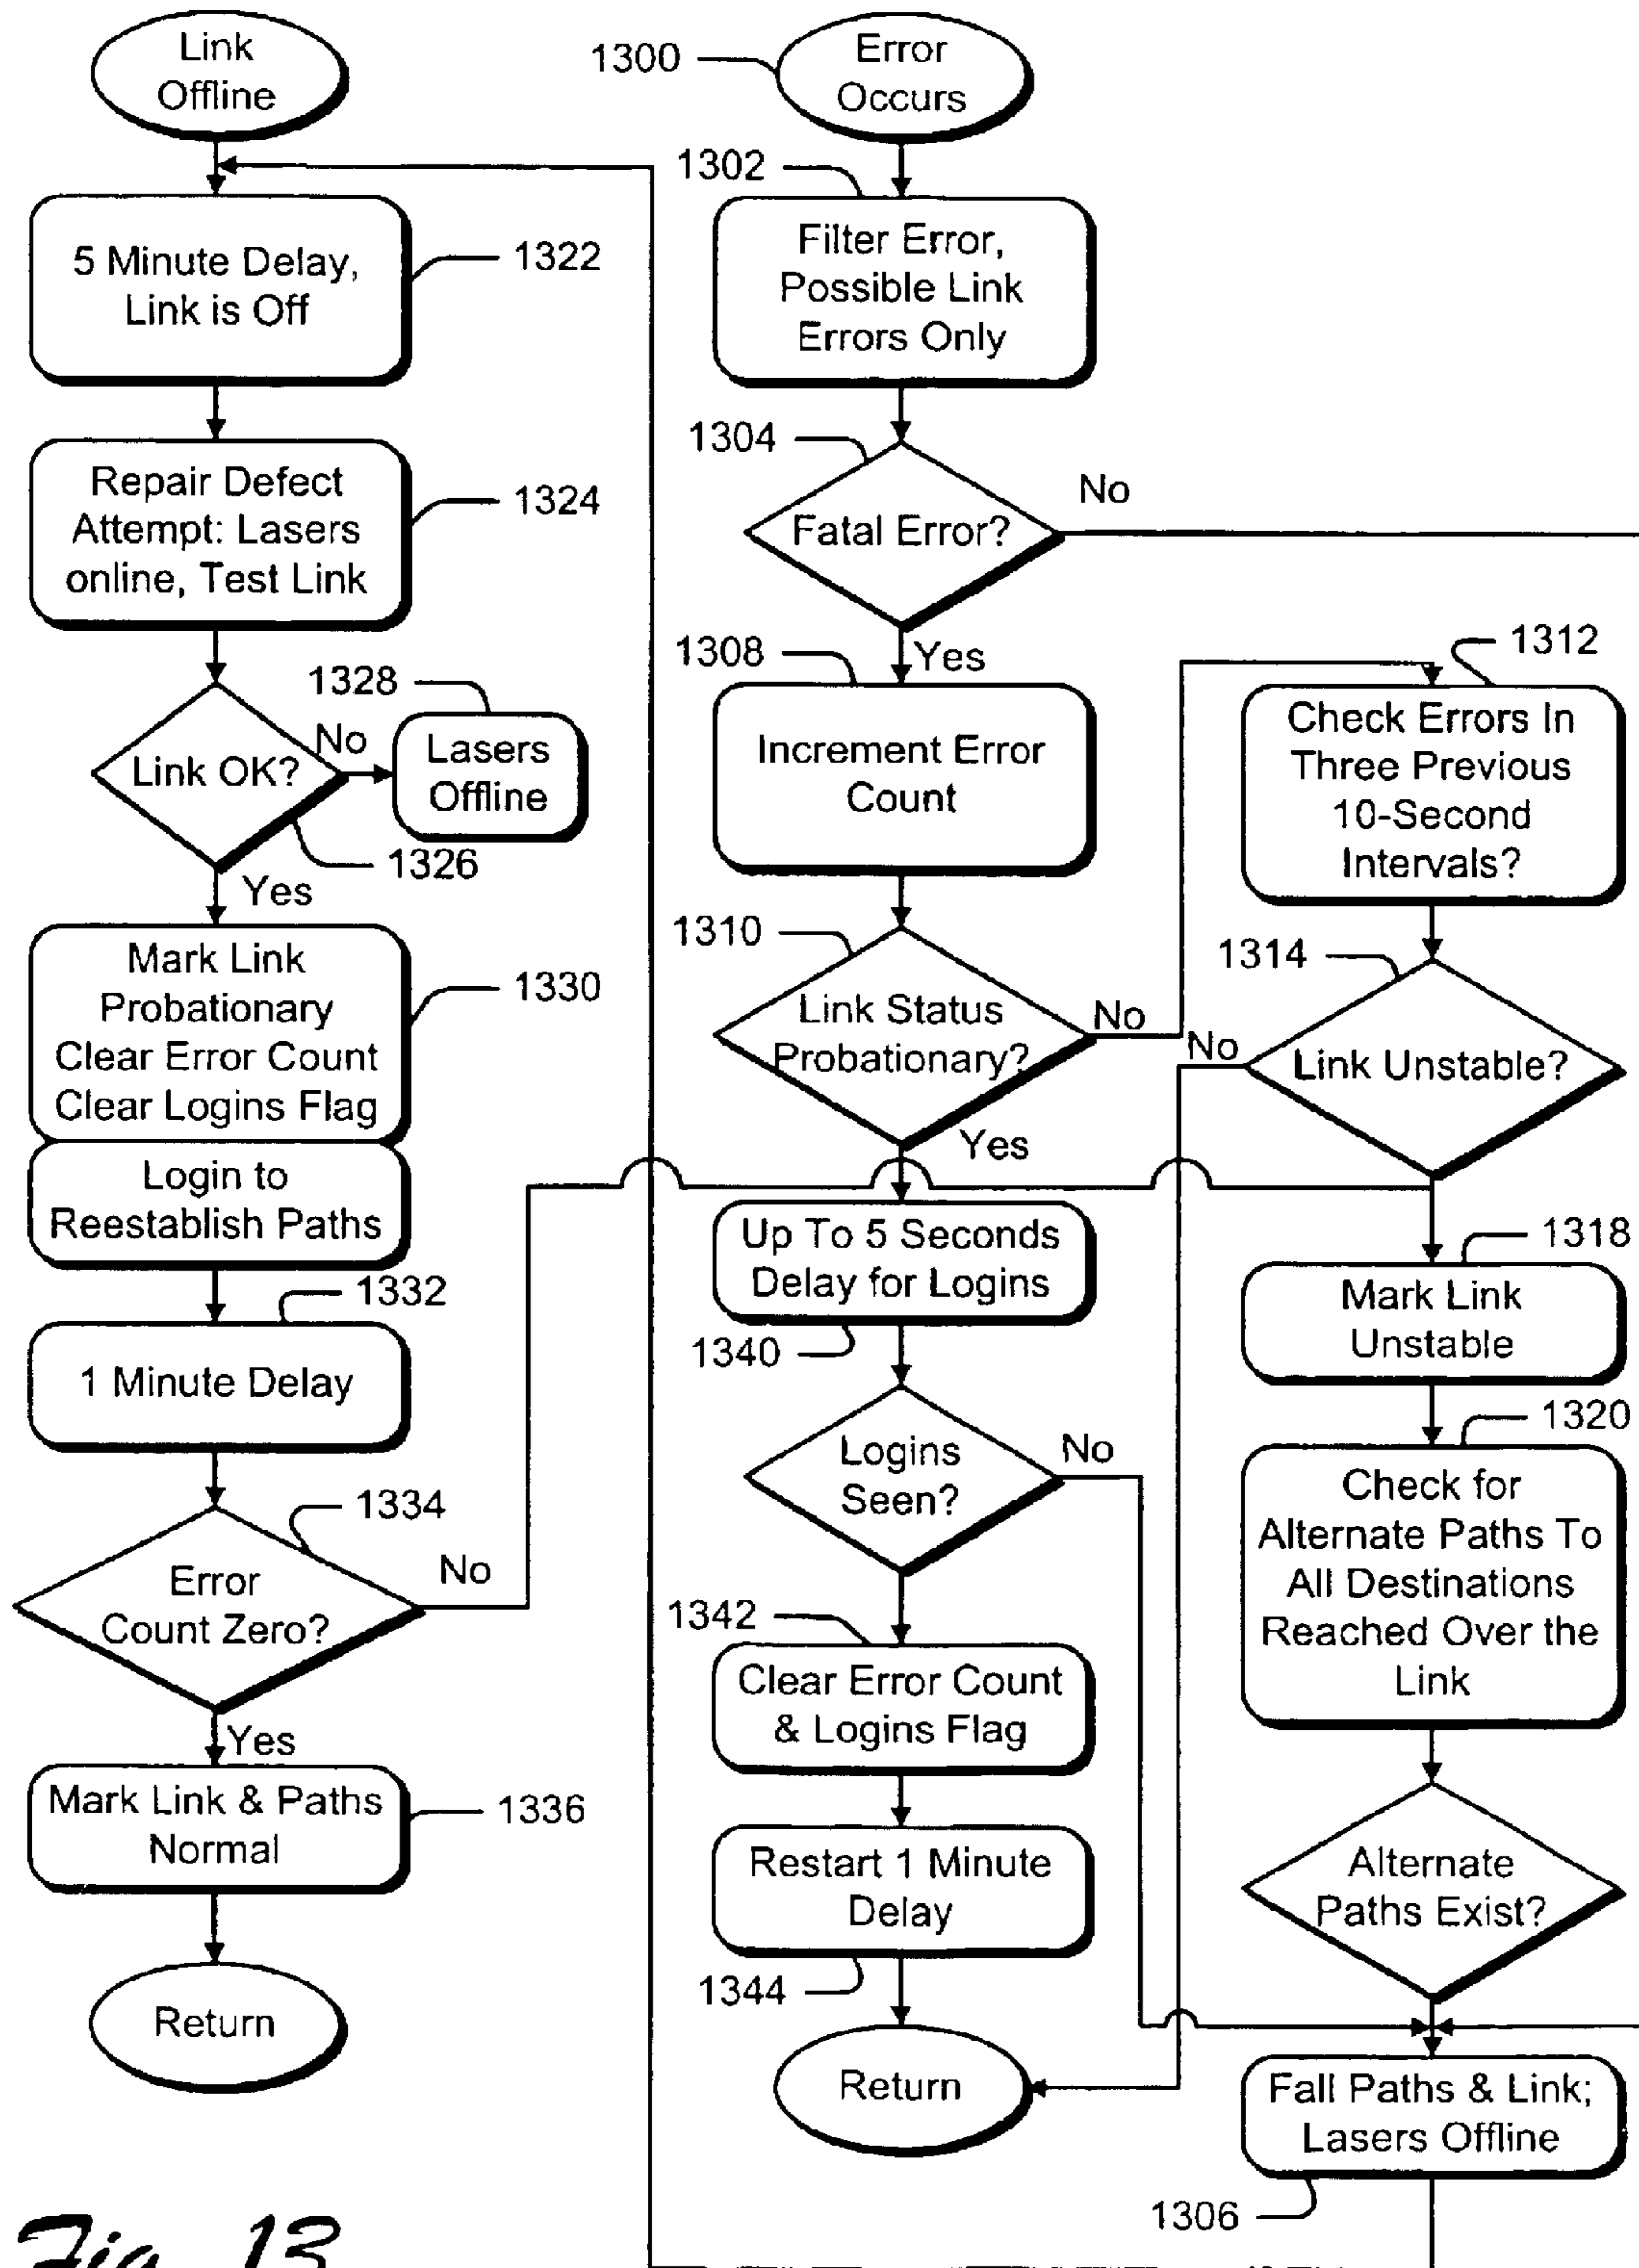 Link
Offline
5 Minute Delay,
Link is Off
1322
Repair Defect
Attempt: Lasers
online, Test Link
1324
Link OK?
No
1328
Lasers
Offline
1326
Yes
Mark Link
Probationary
Clear Error Count
Clear Logins Flag
1330
Login to
Reestablish Paths
1332
1 Minute Delay
1334
Error
Count Zero?
No
Yes
Mark Link & Paths
Normal
1336
Return
1300
Error
Occurs
1302
Filter Error,
Possible Link
Errors Only
1304
Fatal Error?
No
Yes
1308
Increment Error
Count
1310
Link Status
Probationary?
No
Yes
Up To 5 Seconds
Delay for Logins
1340
Logins
Seen?
No
1342
Clear Error Count
& Logins Flag
Restart 1 Minute
Delay
1344
Return
1312
Check Errors In
Three Previous
10-Second
Intervals?
1314
Link Unstable?
No
1318
Mark Link
Unstable
1320
Check for
Alternate Paths To
All Destinations
Reached Over the
Link
Alternate
Paths Exist?
Fall Paths & Link;
Lasers Offline
1306
Fig. 13